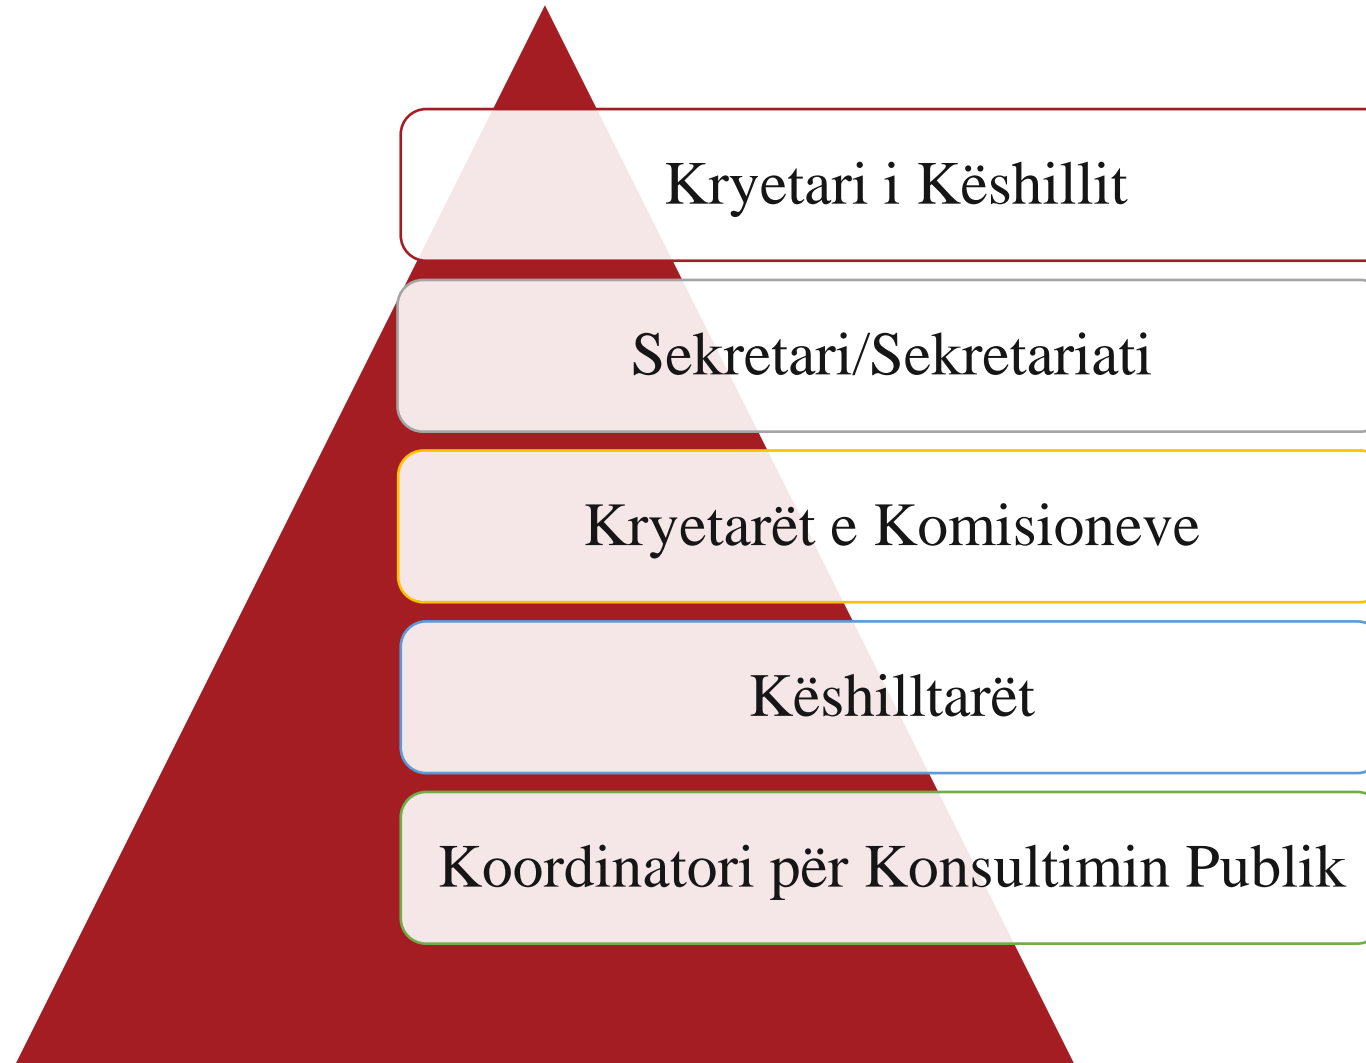 Kryetari i Këshillit
Sekretari/Sekretariati
Kryetarët e Komisioneve
Këshilltarët
Koordinatori për Konsultimin Publik